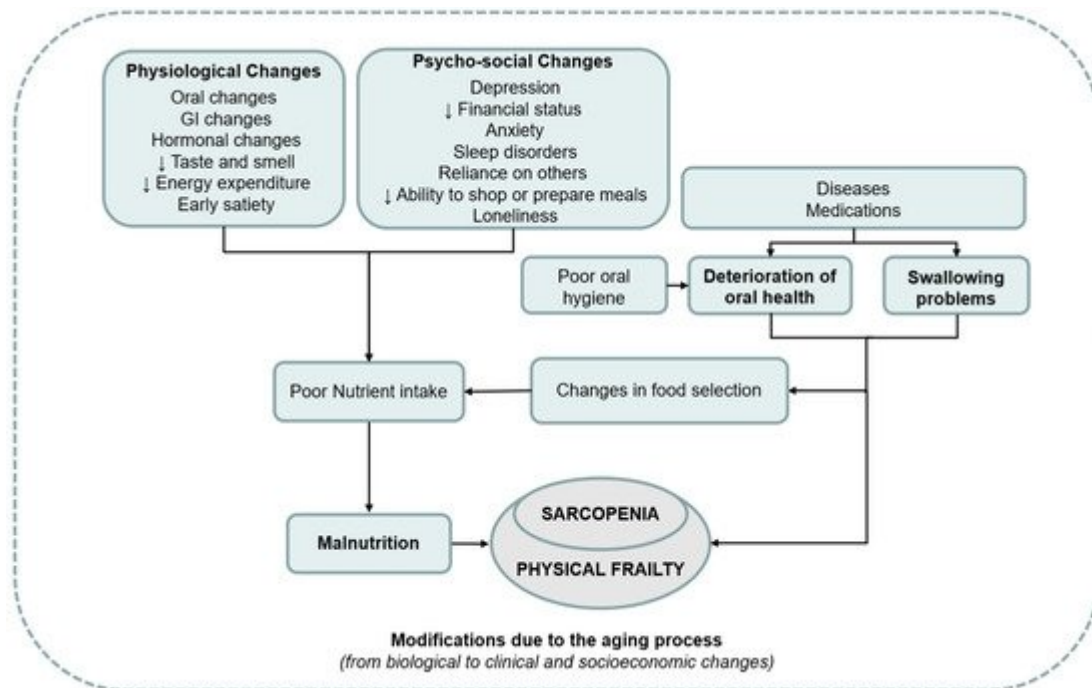 Physiological Changes
Oral changes
GI changes
Hormonal changes
↓ Taste and smell
↓ Energy expenditure
Early satiety
Psycho-social Changes
Depression
↓ Financial status
Anxiety
Sleep disorders
Reliance on others
↓ Ability to shop or prepare meals
Loneliness
Diseases
Medications
Poor oral
hygiene
Deterioration of
oral health
Swallowing
problems
Poor Nutrient intake
Changes in food selection
Malnutrition
SARCOPENIA
PHYSICAL FRAILTY
Modifications due to the aging process
(from biological to clinical and socioeconomic changes)